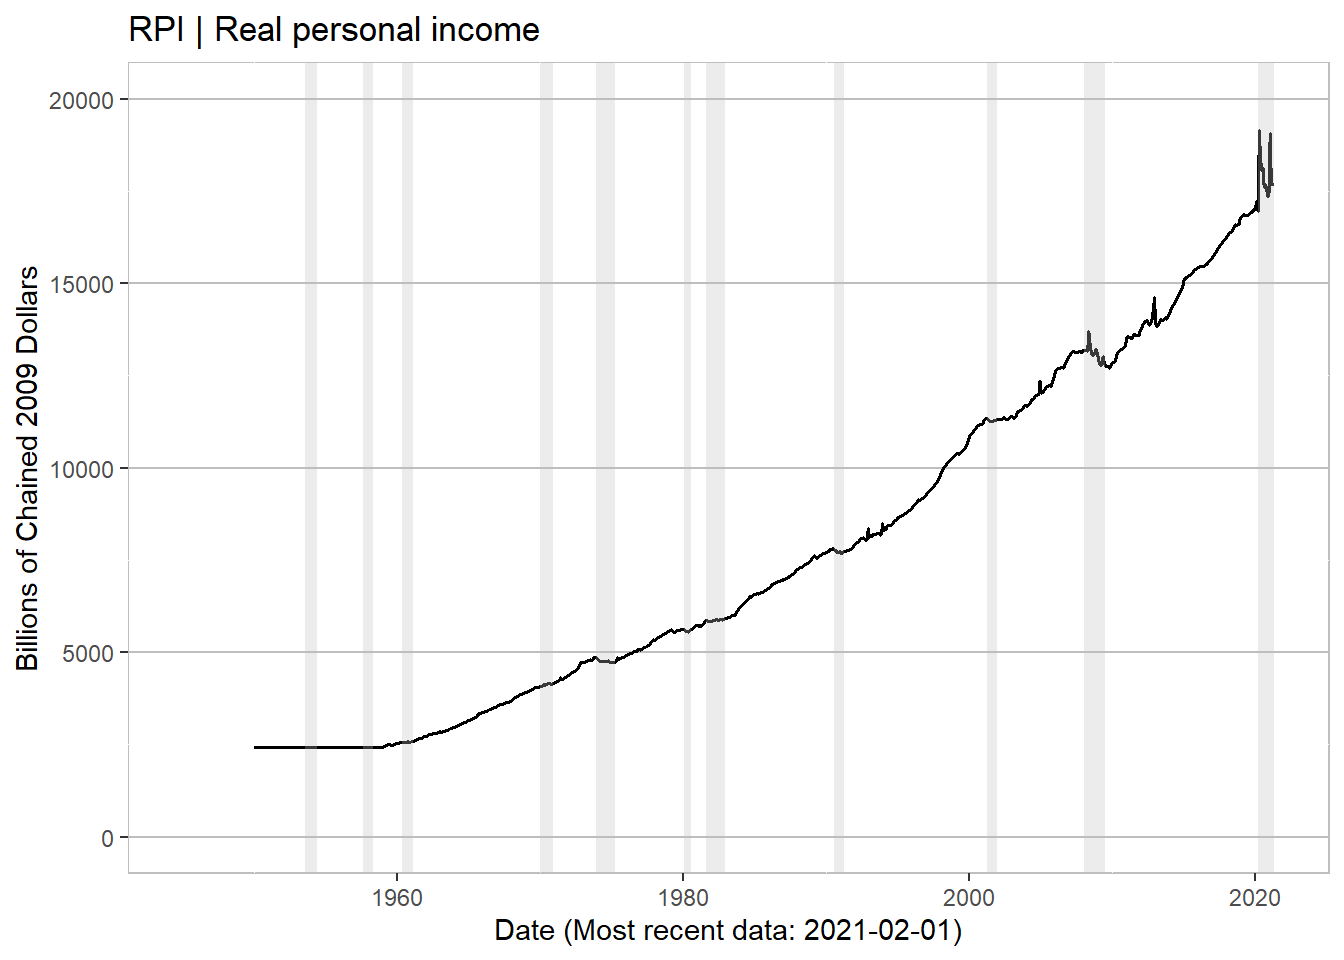 RPI | Real personal income
20000
15000
10000
5000
0
Billions of Chained 2009 Dollars
1960 1980 2000 2020
Date (Most recent data: 2021-02-01)